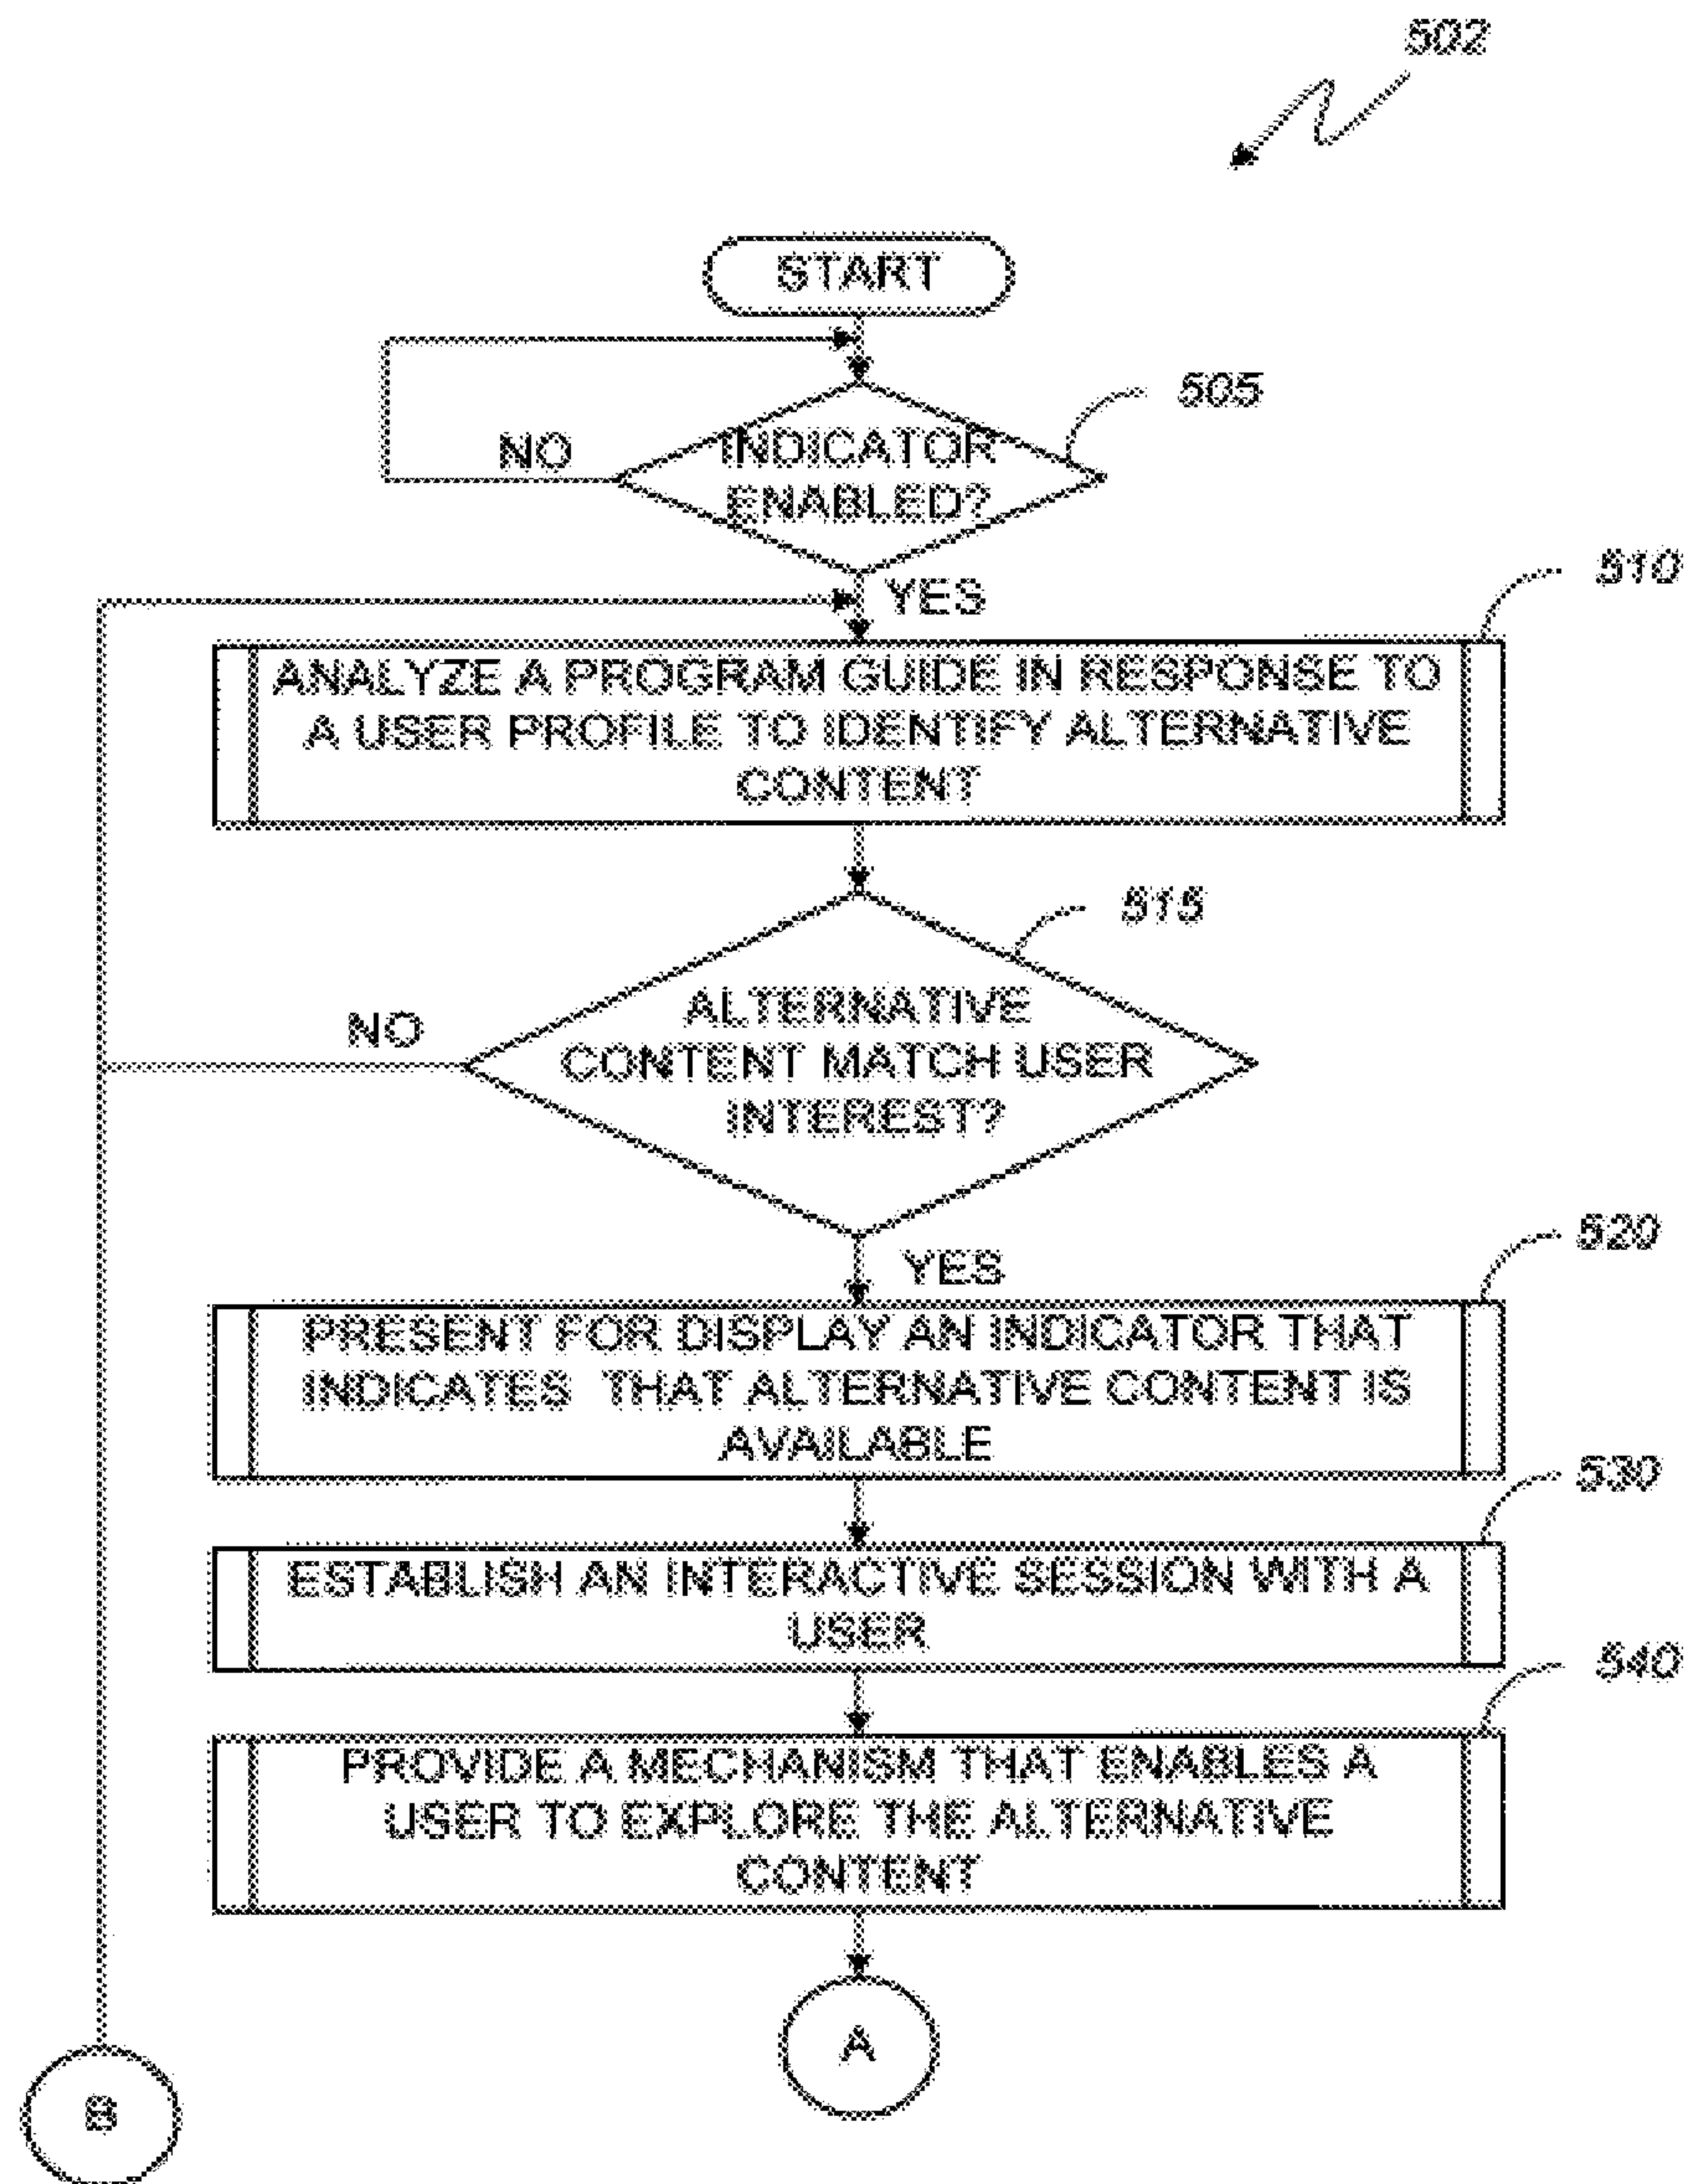 502
START
505
NO
INDICATOR
ENABLED?
510
YES
ANALYZE A PROGRAM GUIDE IN RESPONSE TO
A USER PROFILE TO IDENTIFY ALTERNATIVE
CONTENT
515
NO
ALTERNATIVE
CONTENT MATCH USER
INTEREST?
520
YES
PRESENT FOR DISPLAY AN INDICATOR THAT
INDICATES THAT ALTERNATIVE CONTENT IS
AVAILABLE
530
ESTABLISH AN INTERACTIVE SESSION WITH A
USER
540
PROVIDE A MECHANISM THAT ENABLES A
USER TO EXPLORE THE ALTERNATIVE
CONTENT
A
B